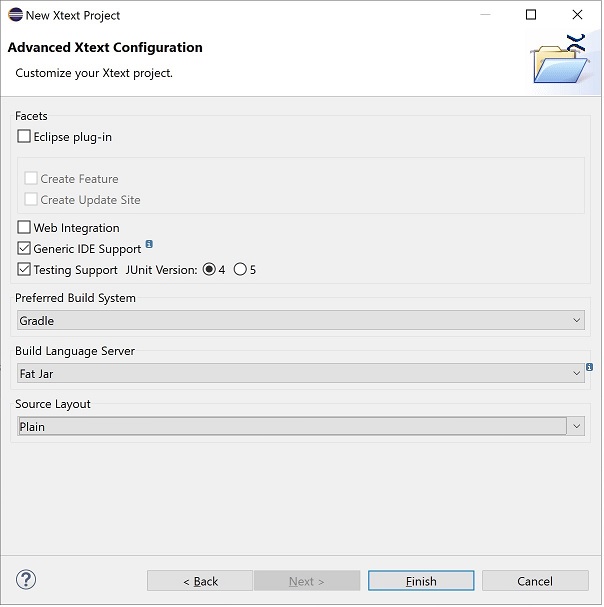 New Xtext Project
Advanced Xtext Configuration
Customize your Xtext project.
Facets
Eclipse plug-in
Create Feature
Create Update Site
Web Integration
Generic IDE Support
Testing Support JUnit Version: 4 5
Preferred Build System
Gradle
Build Language Server
Fat Jar
Source Layout
Plain
< Back Next > Finish Cancel